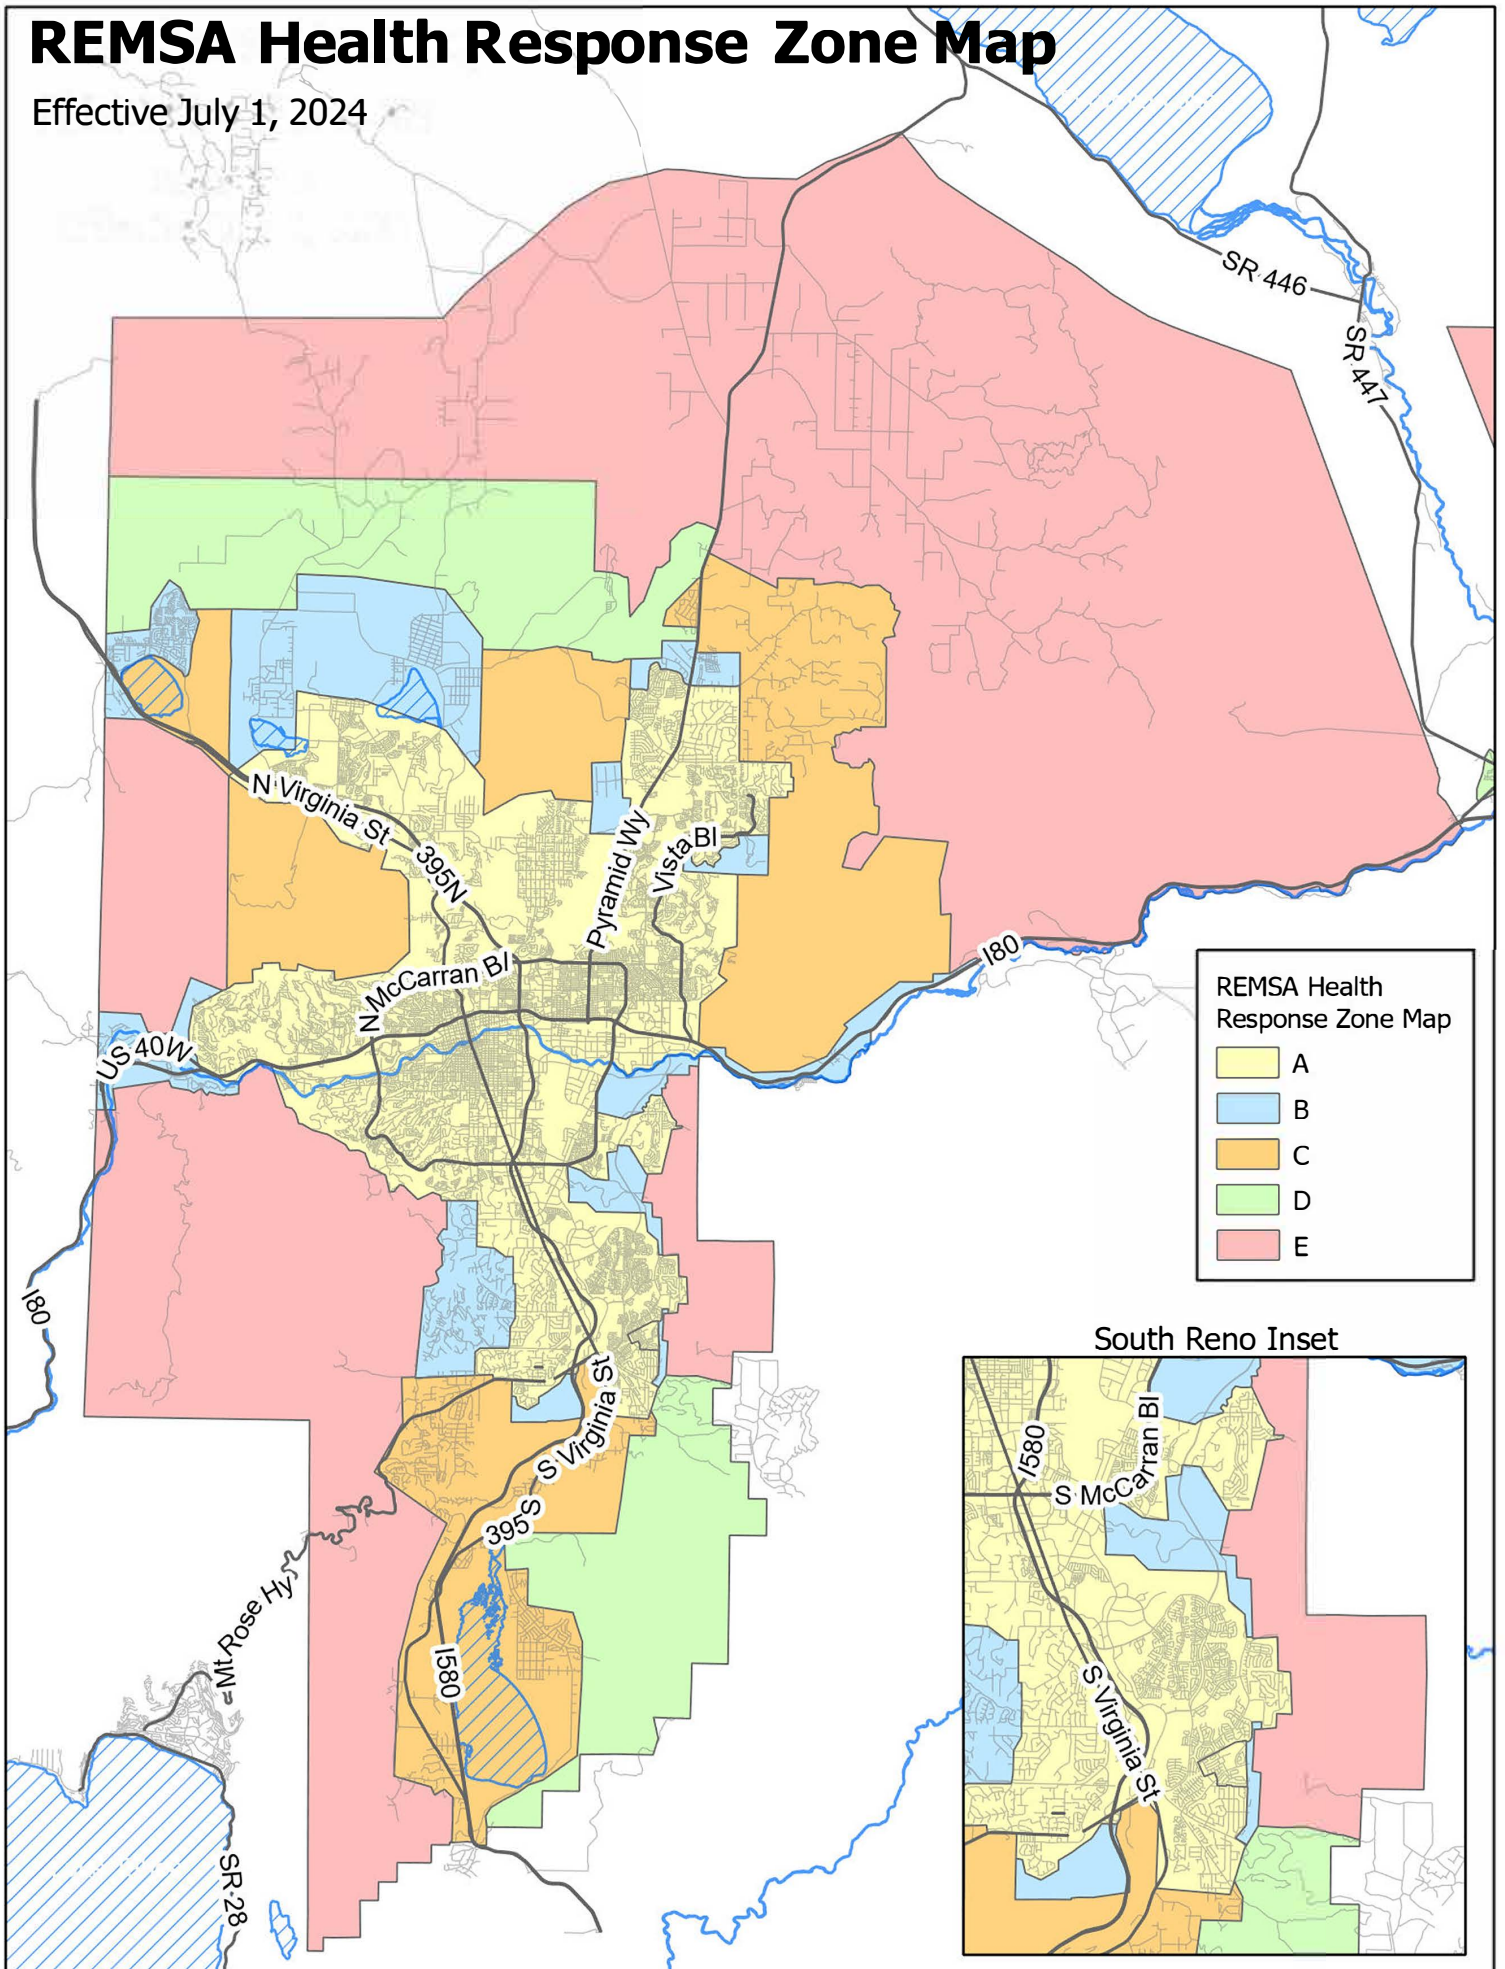 REMSA Health Response Zone Map
Effective July 1, 2024
SR 446
SR 447
N Virginia St
395N
Pyramid Wy
Vista Bl
N McCarran Bl
I80
US 40W
I80
REMSA Health
Response Zone Map
A
B
C
D
E
S Virginia St
395S
Mt Rose Hy
I580
SR 28
South Reno Inset
I580
S McCarran Bl
S Virginia St